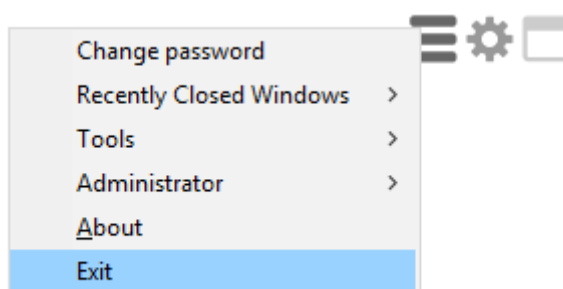 Change password
Recently Closed Windows
Tools
Administrator
About
Exit